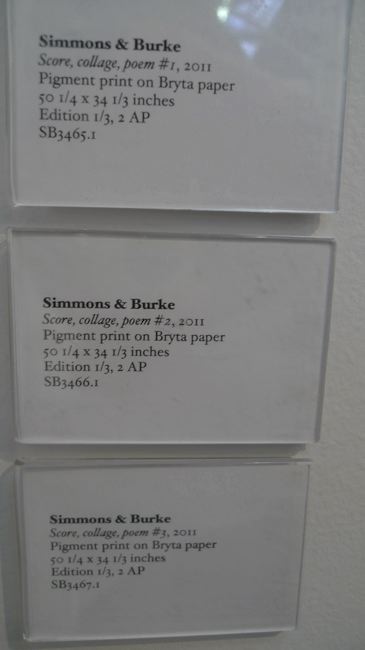 Simmons & Burke
Score, collage, poem #1, 2011
Pigment print on Bryta paper
50 1/4 x 34 1/3 inches
Edition 1/3, 2 AP
SB3465.1
Simmons & Burke
Score, collage, poem #2, 2011
Pigment print on Bryta paper
50 1/4 x 34 1/3 inches
Edition 1/3, 2 AP
SB3466.1
Simmons & Burke
Score, collage, poem #3, 2011
Pigment print on Bryta paper
50 1/4 x 34 1/3 inches
Edition 1/3, 2 AP
SB3467.1